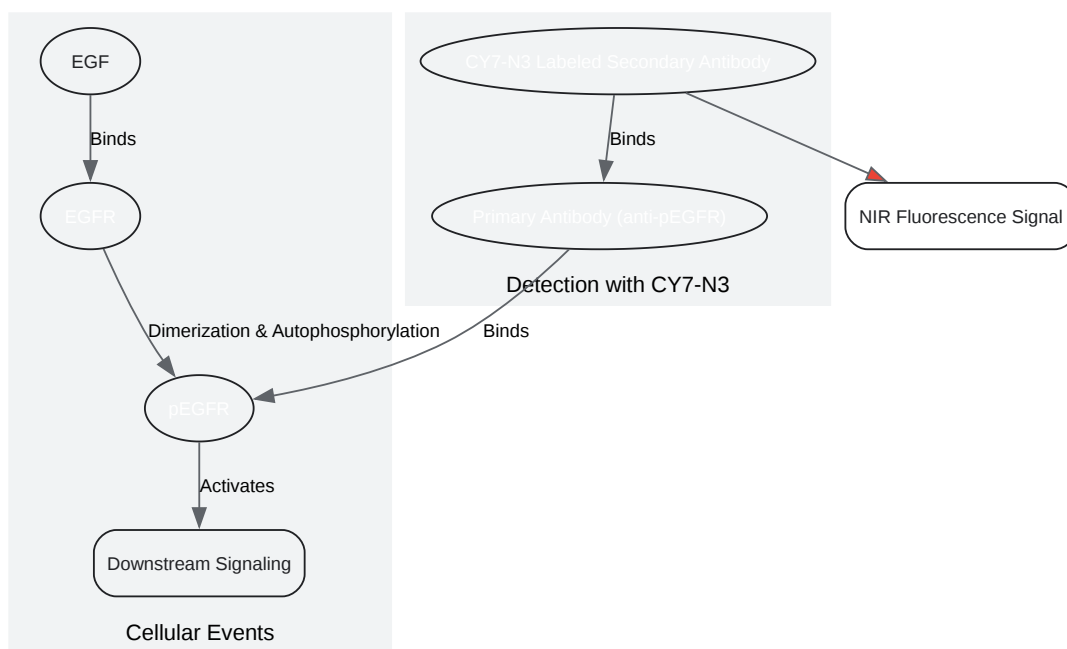 EGF
CY7-N3 Labeled Secondary Antibody
Binds
Binds
EGFR
Primary Antibody (anti-pEGFR)
NIR Fluorescence Signal
Detection with CY7-N3
Dimerization & Autophosphorylation
Binds
pEGFR
Activates
Downstream Signaling
Cellular Events